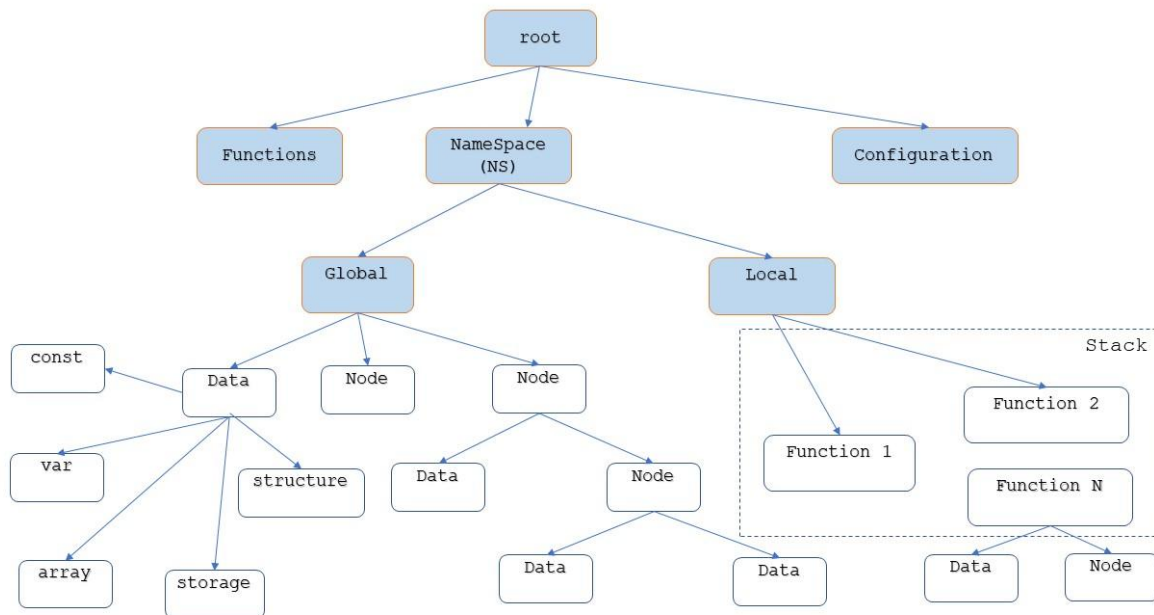 root
Functions
NameSpace
(NS)
Configuration
Global
Local
Stack
const
Data
Node
Node
Function 2
var
structure
Data
Node
Function 1
Function N
array
storage
Data
Data
Data
Node